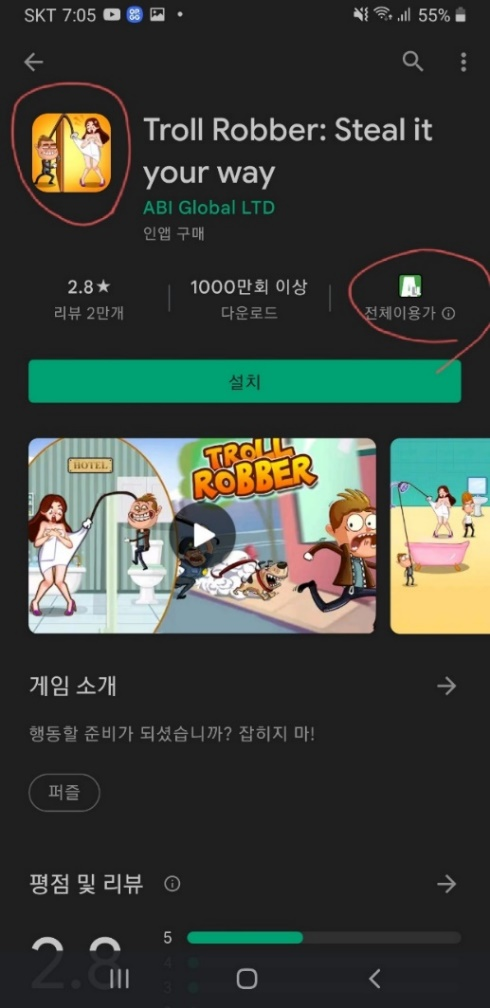 SKT 7:05
55%
Troll Robber: Steal it
your way
ABI Global LTD
인앱 구매
2.8★
리뷰 2만개
1000만회 이상
다운로드
전체이용가
설치
HOTEL
TROLL
ROBBER
게임 소개
행동할 준비가 되셨습니까? 잡히지 마!
퍼즐
평점 및 리뷰
2.8
5
4
3